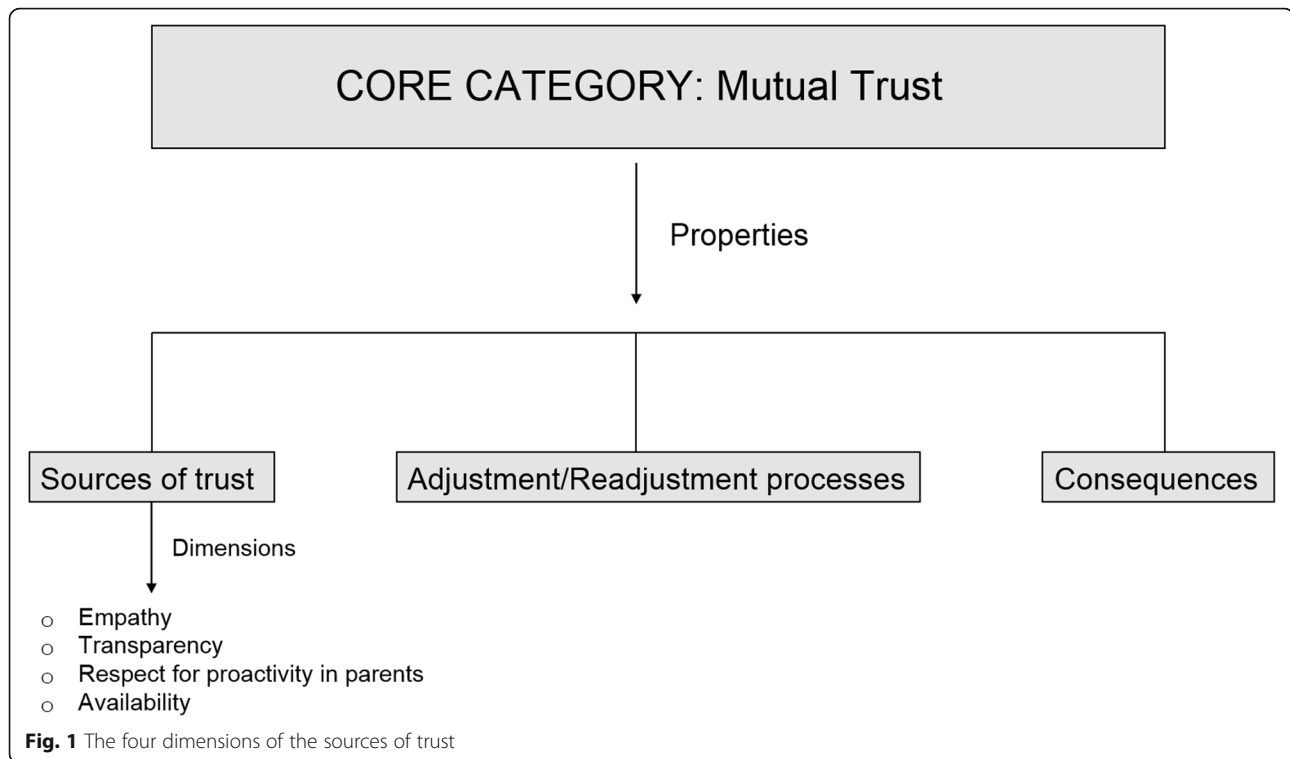 CORE CATEGORY: Mutual Trust
Properties
Sources of trust
Adjustment/Readjustment processes
Consequences
Dimensions
o Empathy
o Transparency
o Respect for proactivity in parents
o Availability
Fig. 1 The four dimensions of the sources of trust